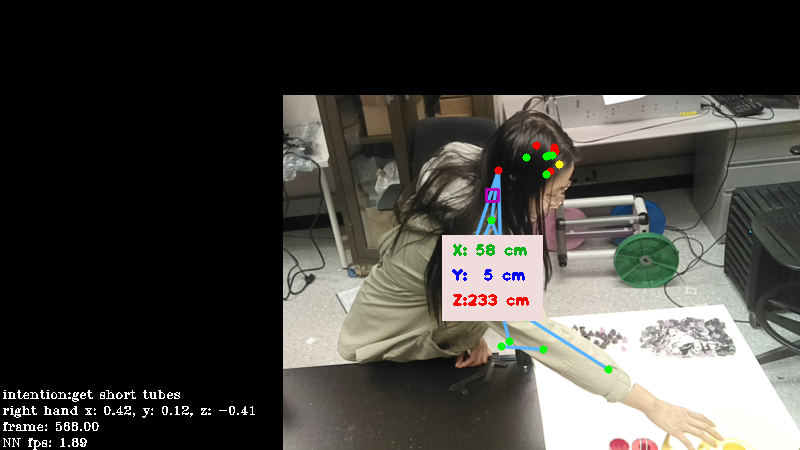 X: 58 cm
Y: 5 cm
Z:233 cm
intention:get short tubes
right hand x: 0.42, y: 0.12, z: −0.41
frame: 568.00
NN fps: 1.89